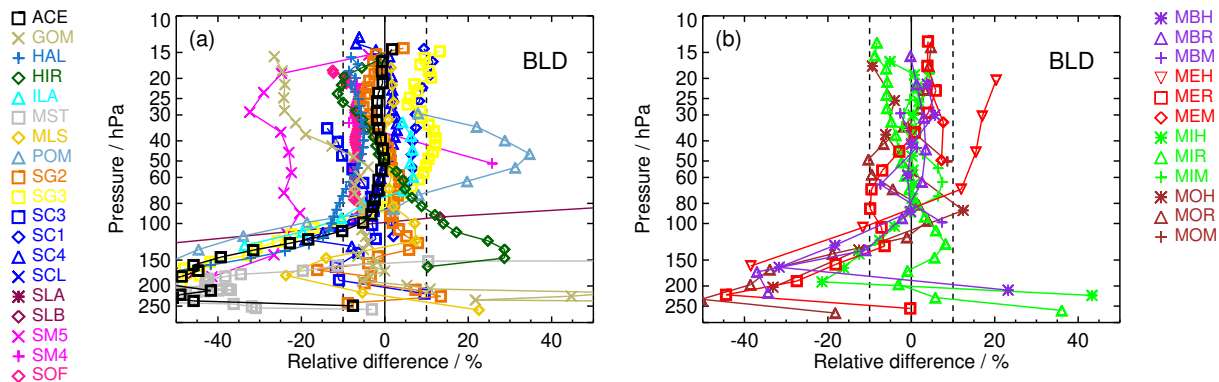 ACE
GOM
HAL
HIR
ILA
MST
MLS
POM
SG2
SG3
SC3
SC1
SC4
SCL
SLA
SLB
SM5
SM4
SOF
(a)
BLD
Pressure / hPa
10
15
20
25
30
40
50
60
80
100
150
200
250
-40
-20
0
20
40
Relative difference / %
(b)
BLD
Pressure / hPa
10
15
20
25
30
40
50
60
80
100
150
200
250
-40
-20
0
20
40
Relative difference / %
MBH
MBR
MBM
MEH
MER
MEM
MIH
MIR
MIM
MOH
MOR
MOM